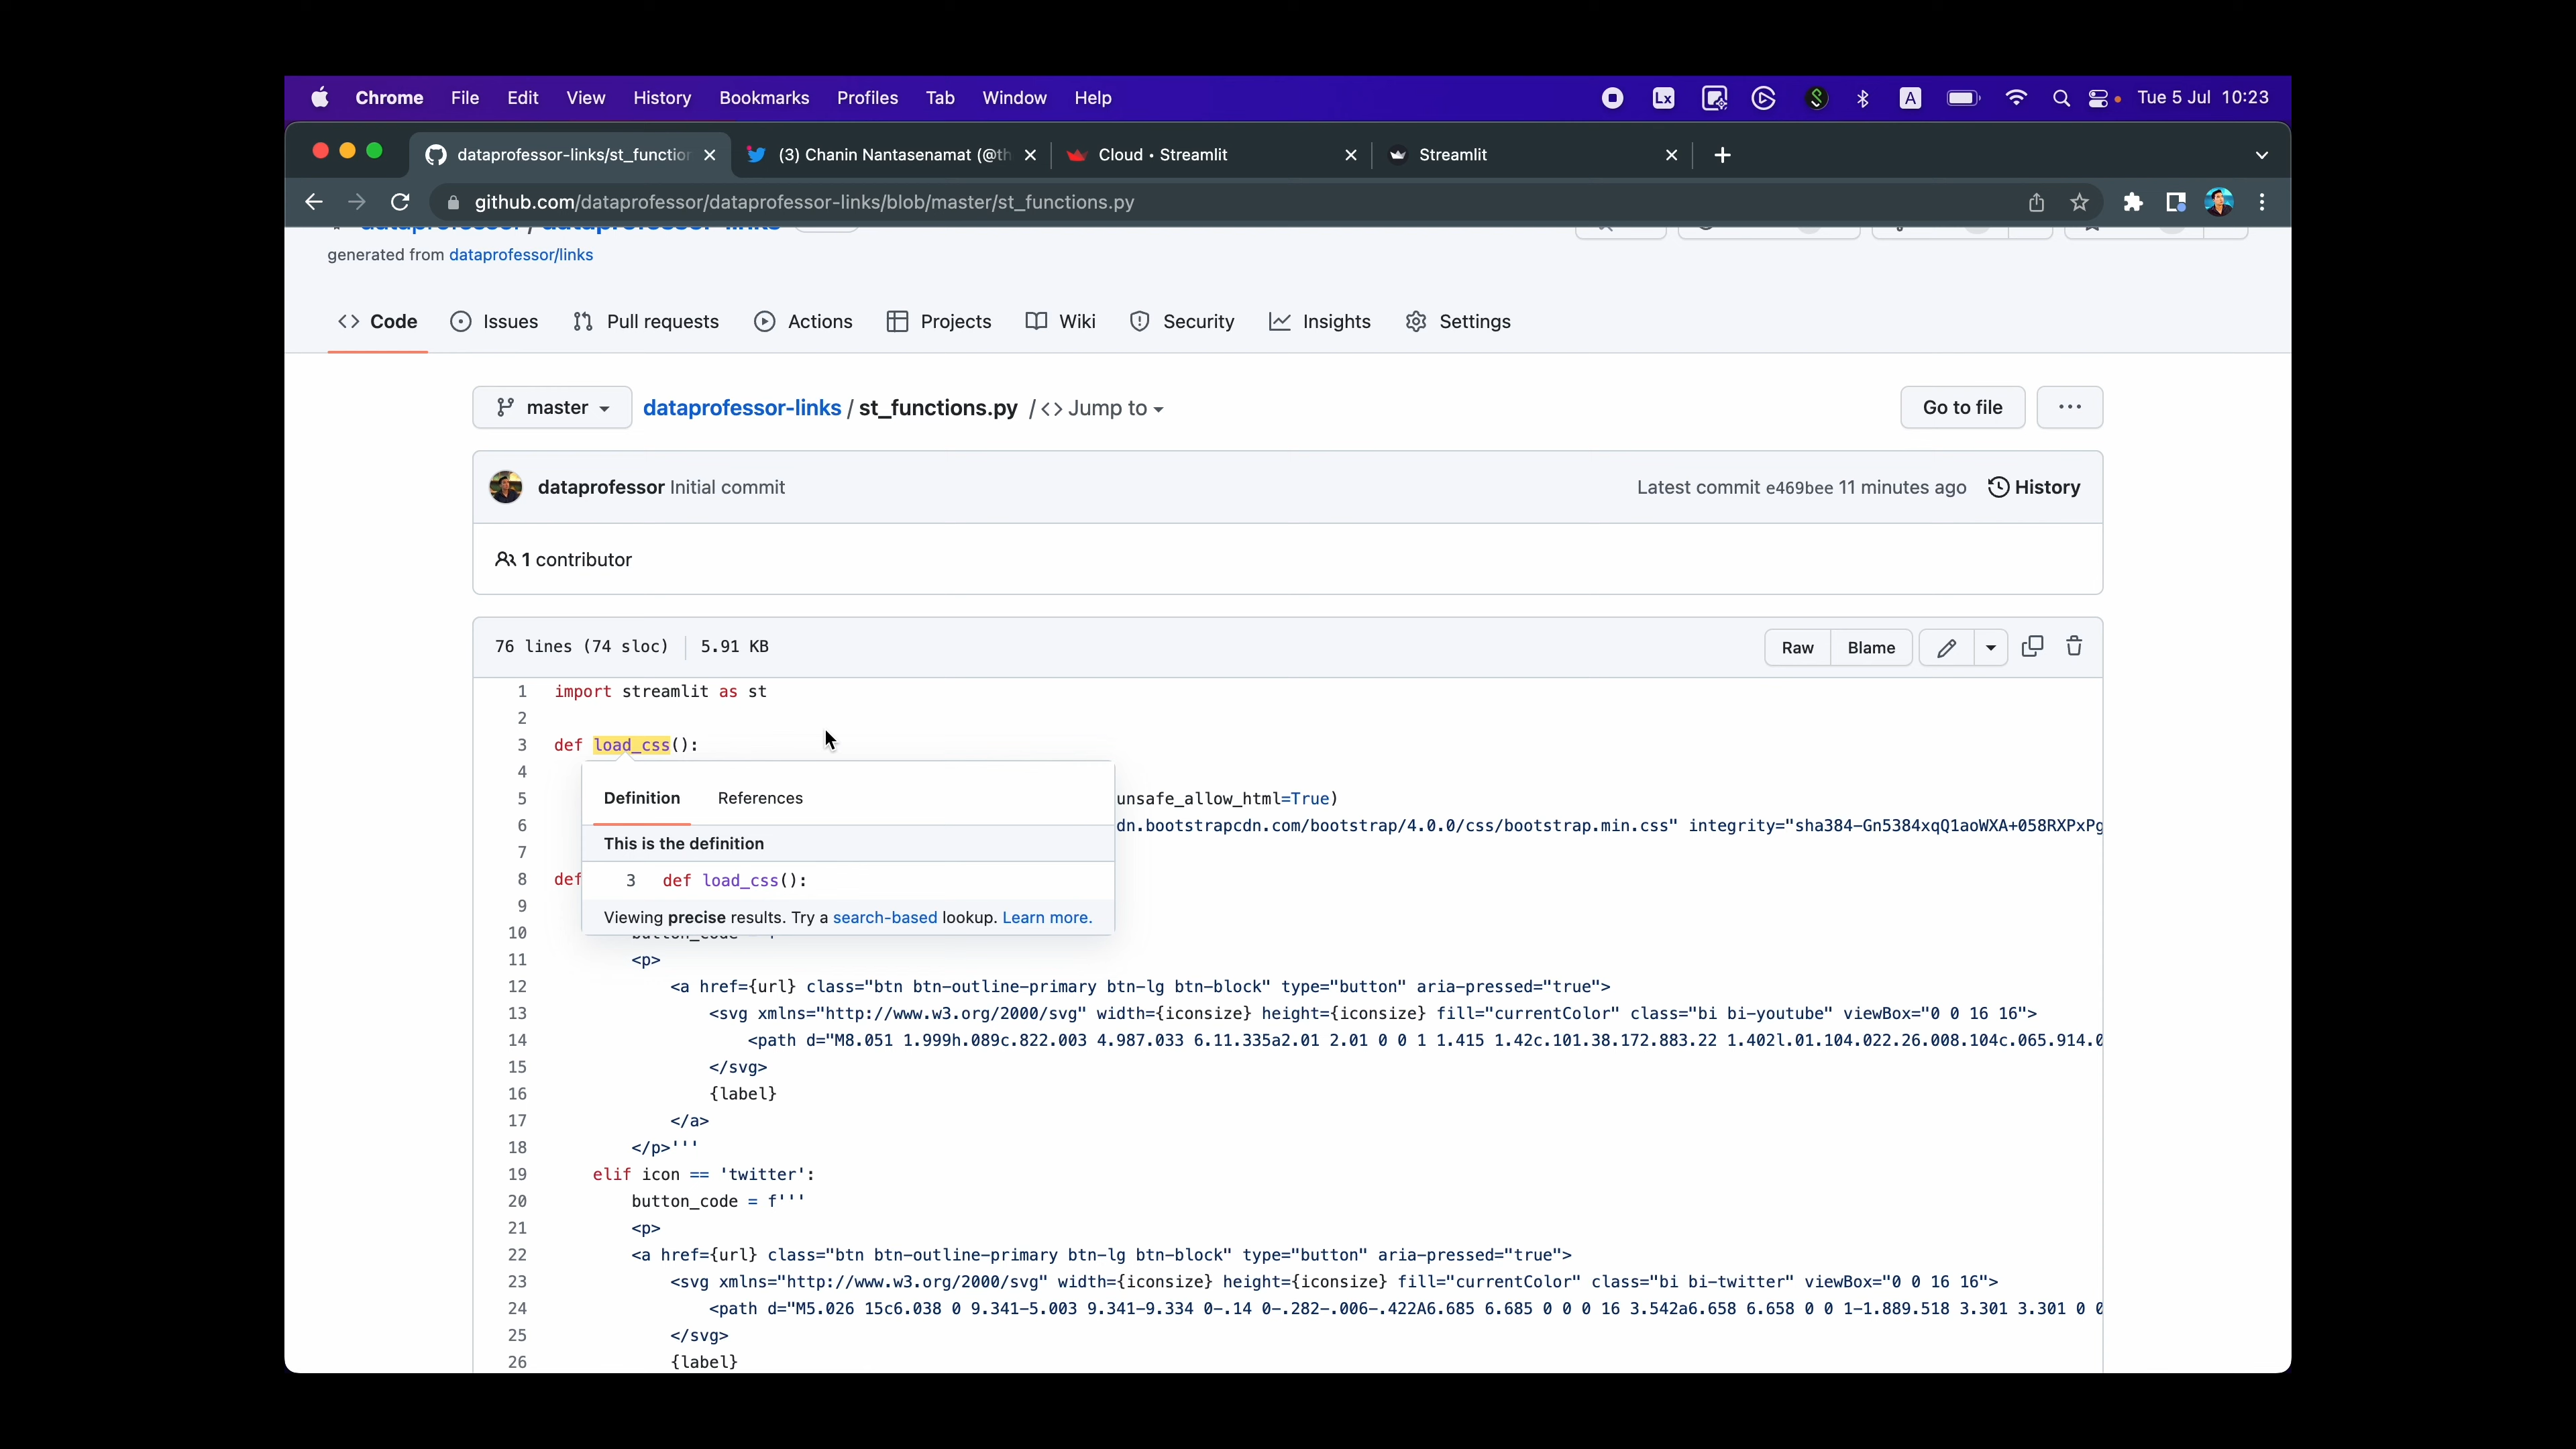 Chrome File Edit View History Bookmarks Profiles Tab Window Help Lx A Tue 5 Jul 10:23
dataprofessor-links/st_function (3) Chanin Nantasenamat (@th Cloud • Streamlit Streamlit
github.com/dataprofessor/dataprofessor-links/blob/master/st_functions.py
dataprofessor / dataprofessor-links
generated from dataprofessor/links
Code Issues Pull requests Actions Projects Wiki Security Insights Settings
master dataprofessor-links / st_functions.py / <> Jump to Go to file ...
dataprofessor Initial commit Latest commit e469bee 11 minutes ago History
1 contributor
76 lines (74 sloc) 5.91 KB Raw Blame
1 import streamlit as st
2
3 def load_css():
4
Definition References
5 unsafe_allow_html=True)
6 dn.bootstrapcdn.com/bootstrap/4.0.0/css/bootstrap.min.css" integrity="sha384-Gn5384xqQ1aoWXA+058RXPxPg
This is the definition
7
8 def
3 def load_css():
9
Viewing precise results. Try a search-based lookup. Learn more.
10
11 <p>
12 <a href={url} class="btn btn-outline-primary btn-lg btn-block" type="button" aria-pressed="true">
13 <svg xmlns="http://www.w3.org/2000/svg" width={iconsize} height={iconsize} fill="currentColor" class="bi bi-youtube" viewBox="0 0 16 16">
14 <path d="M8.051 1.999h.089c.822.003 4.987.033 6.11.335a2.01 2.01 0 0 1 1.415 1.42c.101.38.172.883.22 1.402l.01.104.022.26.008.104c.065.914.0
15 </svg>
16 {label}
17 </a>
18 </p>'''
19 elif icon == 'twitter':
20 button_code = f'''
21 <p>
22 <a href={url} class="btn btn-outline-primary btn-lg btn-block" type="button" aria-pressed="true">
23 <svg xmlns="http://www.w3.org/2000/svg" width={iconsize} height={iconsize} fill="currentColor" class="bi bi-twitter" viewBox="0 0 16 16">
24 <path d="M5.026 15c6.038 0 9.341-5.003 9.341-9.334 0-.14 0-.282-.006-.422A6.685 6.685 0 0 0 16 3.542a6.658 6.658 0 0 1-1.889.518 3.301 3.301 0 0
25 </svg>
26 {label}